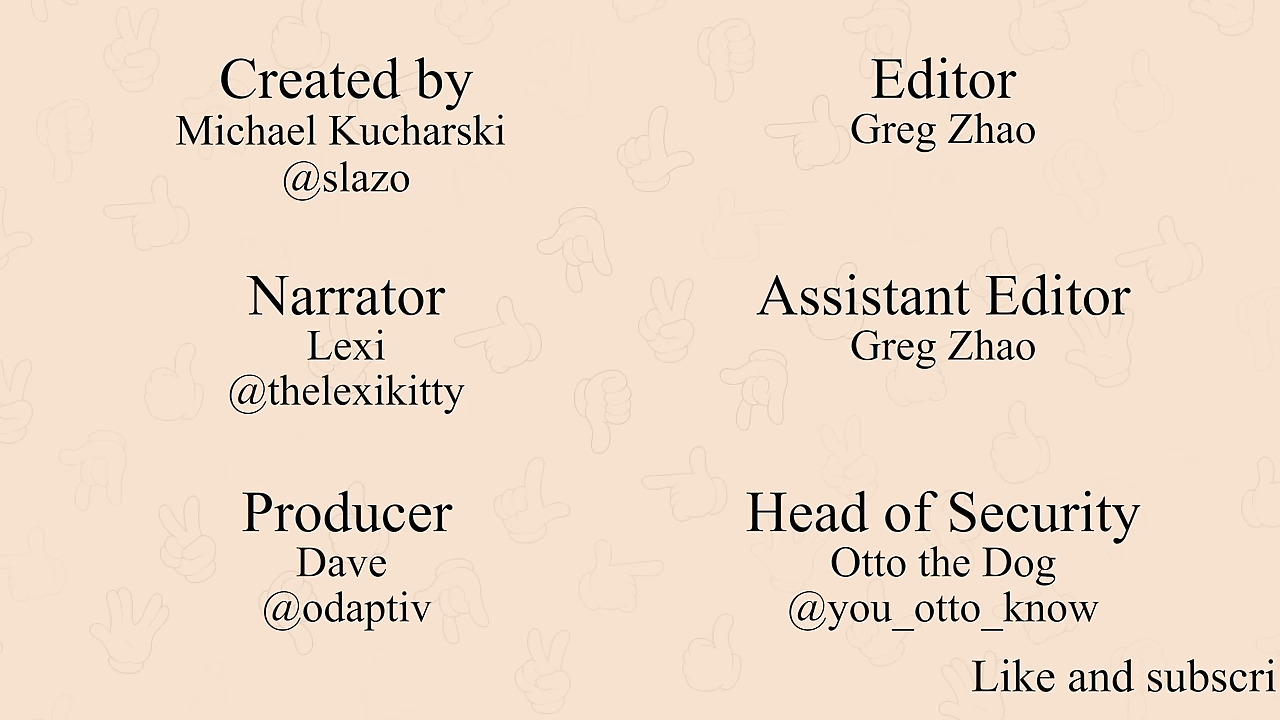 Created by
Michael Kucharski
@slazo
Narrator
Lexi
@thelexikitty
Producer
Dave
@odaptiv
Editor
Greg Zhao
Assistant Editor
Greg Zhao
Head of Security
Otto the Dog
@you_otto_know
Like and subscri